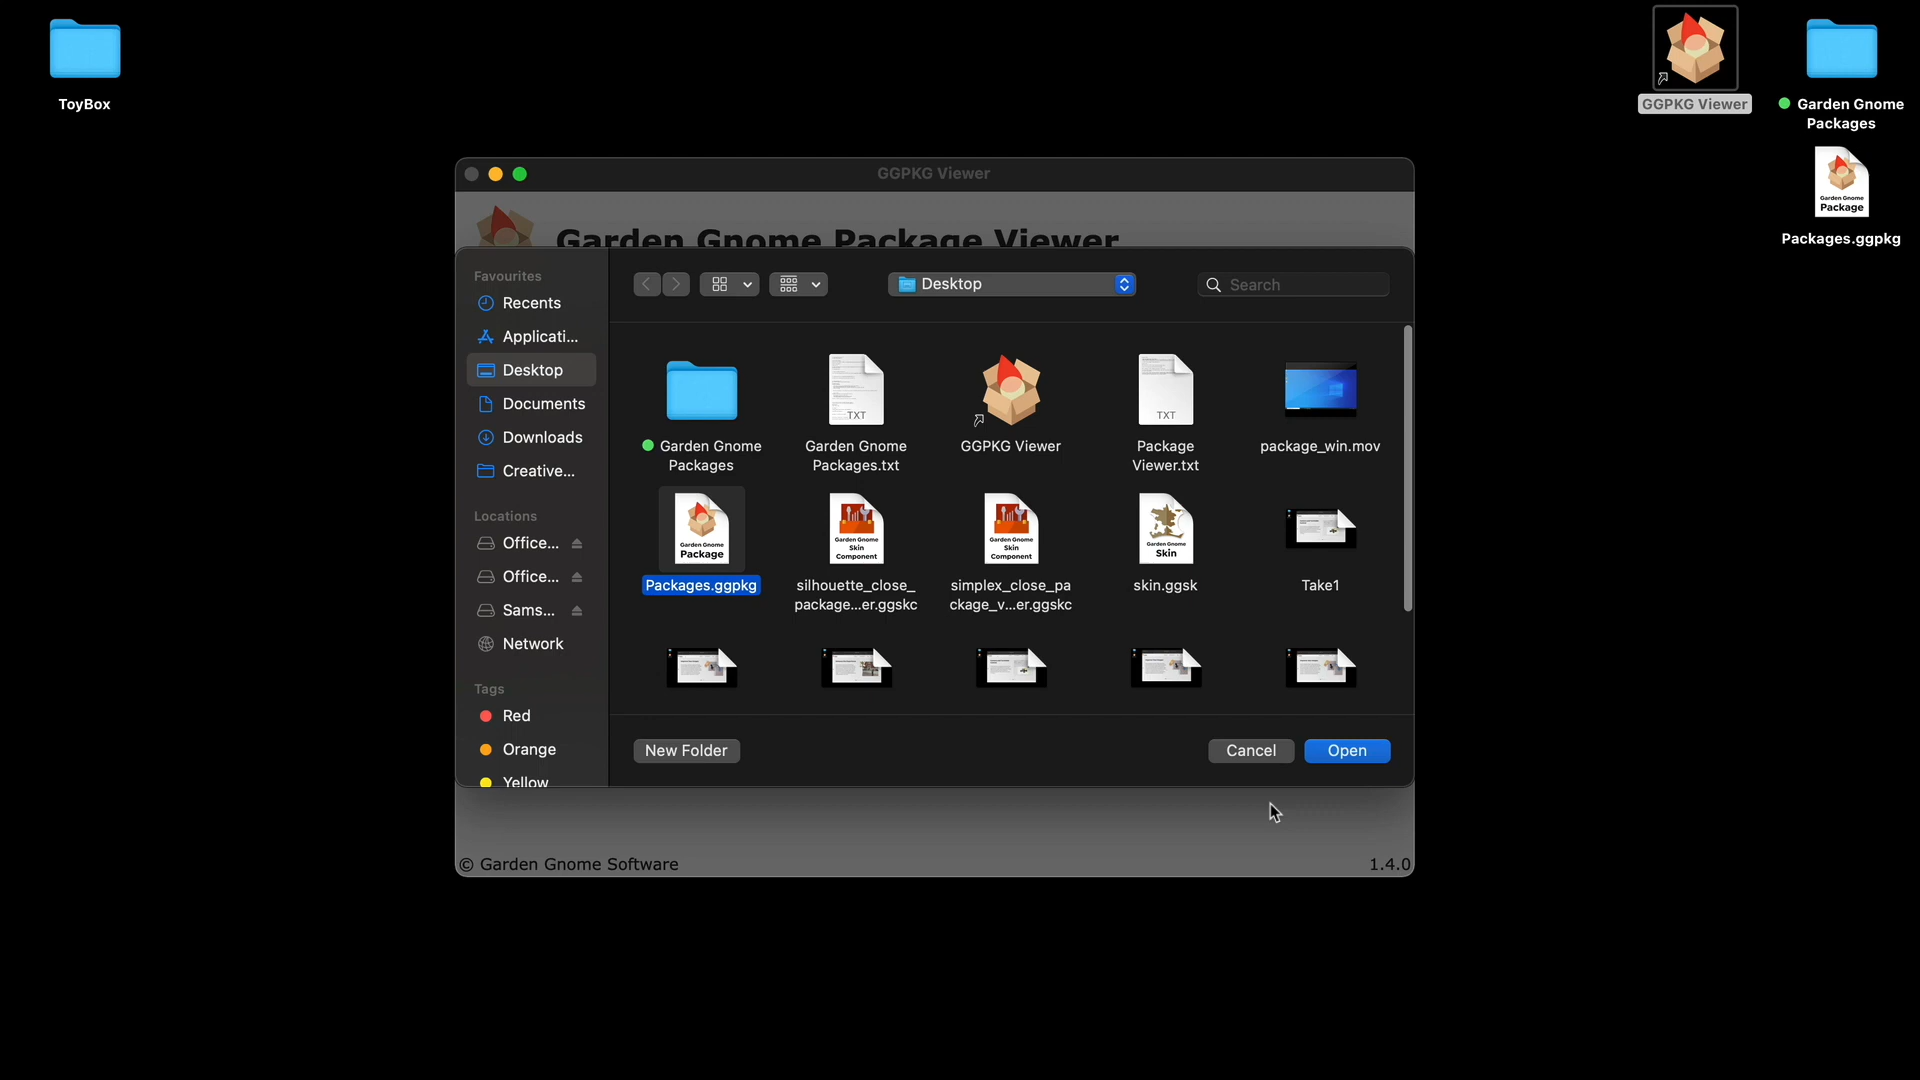 ToyBox
GGPKG Viewer
Garden Gnome
Packages
Garden Gnome
Package
Packages.ggpkg
GGPKG Viewer
Garden Gnome Package Viewer
Favourites
Recents
Applicati...
Desktop
Documents
Downloads
Creative...
Locations
Office...
Office...
Sams...
Network
Tags
Red
Orange
Yellow
Desktop
Search
Garden Gnome
Packages
TXT
Garden Gnome
Packages.txt
GGPKG Viewer
TXT
Package
Viewer.txt
package_win.mov
Garden Gnome
Package
Packages.ggpkg
Garden Gnome
Skin
Component
silhouette_close_
package...er.ggskc
Garden Gnome
Skin
Component
simplex_close_pa
ckage_v...er.ggskc
Garden Gnome
Skin
skin.ggsk
Take1
New Folder
Cancel
Open
© Garden Gnome Software
1.4.0